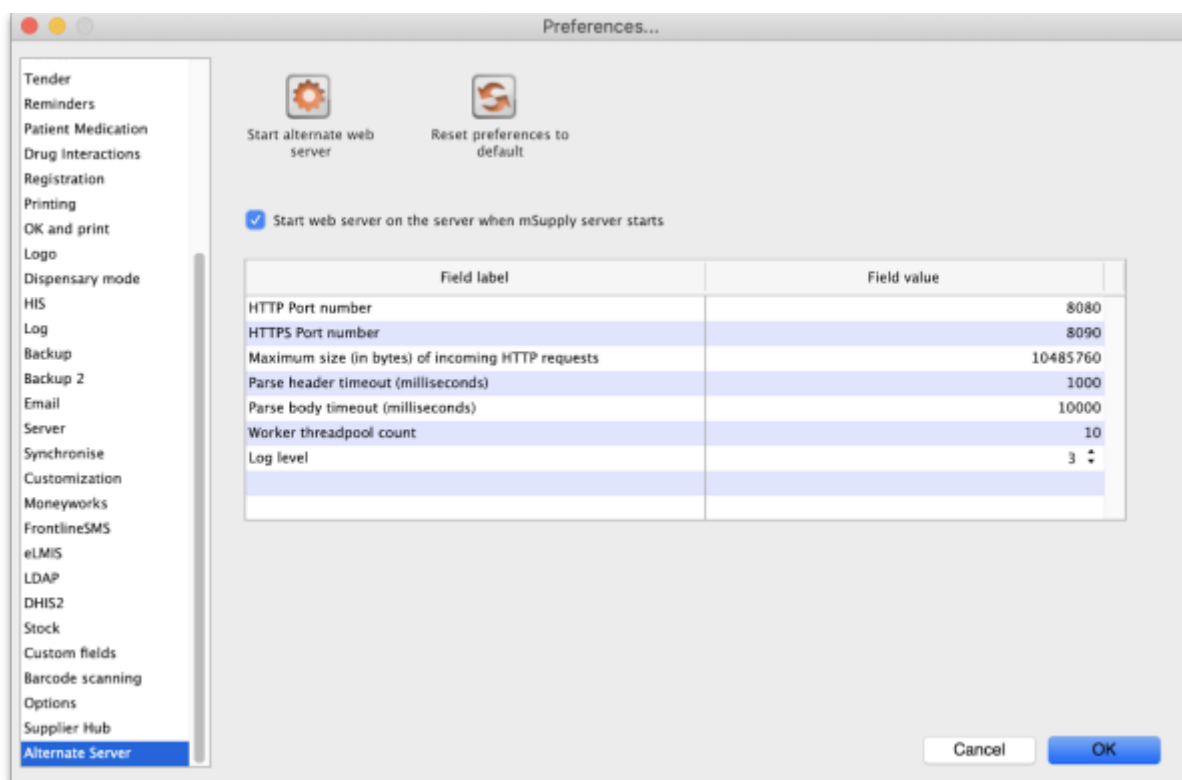 Preferences...
Tender
Reminders
Patient Medication
Drug Interactions
Registration
Printing
OK and print
Logo
Dispensary mode
HIS
Log
Backup
Backup 2
Email
Server
Synchronise
Customization
Moneyworks
FrontlineSMS
eLMIS
LDAP
DHIS2
Stock
Custom fields
Barcode scanning
Options
Supplier Hub
Alternate Server
Start alternate web
server
Reset preferences to
default
Start web server on the server when mSupply server starts
Field label Field value
HTTP Port number 8080
HTTPS Port number 8090
Maximum size (in bytes) of incoming HTTP requests 10485760
Parse header timeout (milliseconds) 1000
Parse body timeout (milliseconds) 10000
Worker threadpool count 10
Log level 3
Cancel OK